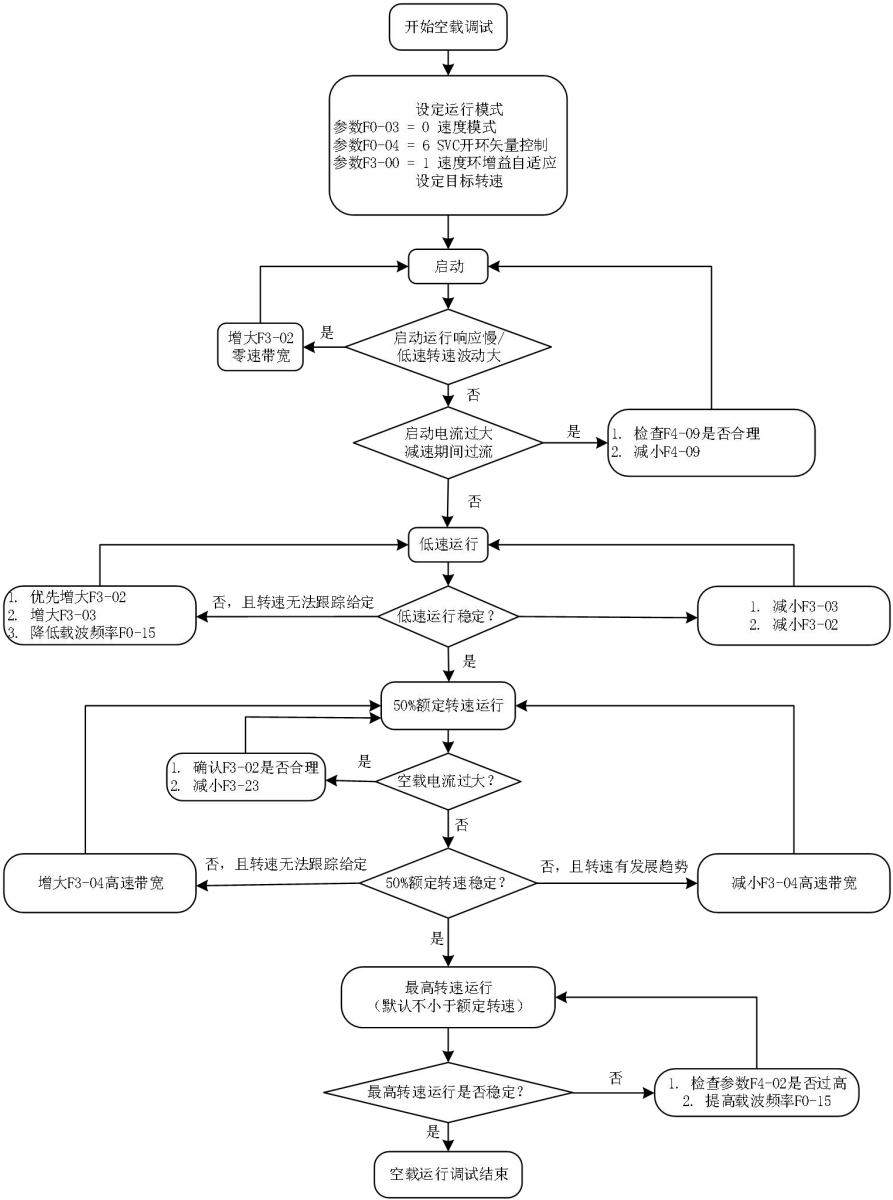 开始空载调试
设定运行模式
参数F0-03 = 0 速度模式
参数F0-04 = 6 SVC开环矢量控制
参数F3-00 = 1 速度环增益自适应
设定目标转速
启动
增大F3-02
零速带宽
是
启动运行响应慢/
低速转速波动大
否
启动电流过大
减速期间过流
是
1. 检查F4-09是否合理
2. 减小F4-09
否
低速运行
1. 优先增大F3-02
2. 增大F3-03
3. 降低载波频率F0-15
否，且转速无法跟踪给定
低速运行稳定？
1. 减小F3-03
2. 减小F3-02
是
50%额定转速运行
1. 确认F3-02是否合理
2. 减小F3-23
是
空载电流过大？
否
增大F3-04高速带宽
否，且转速无法跟踪给定
50%额定转速稳定？
否，且转速有发展趋势
减小F3-04高速带宽
是
最高转速运行
（默认不小于额定转速）
最高转速运行是否稳定？
否
1. 检查参数F4-02是否过高
2. 提高载波频率F0-15
是
空载运行调试结束